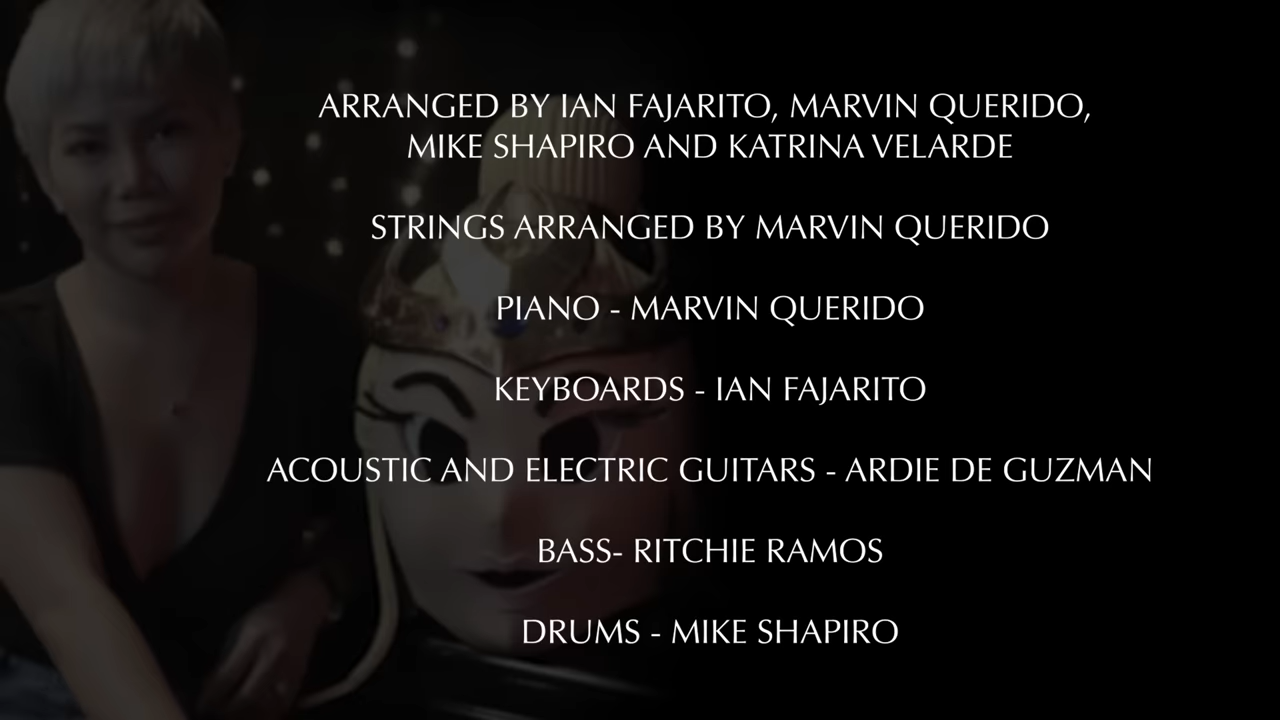 ARRANGED BY IAN FAJARITO, MARVIN QUERIDO,
MIKE SHAPIRO AND KATRINA VELARDE
STRINGS ARRANGED BY MARVIN QUERIDO
PIANO - MARVIN QUERIDO
KEYBOARDS - IAN FAJARITO
ACOUSTIC AND ELECTRIC GUITARS - ARDIE DE GUZMAN
BASS- RITCHIE RAMOS
DRUMS - MIKE SHAPIRO